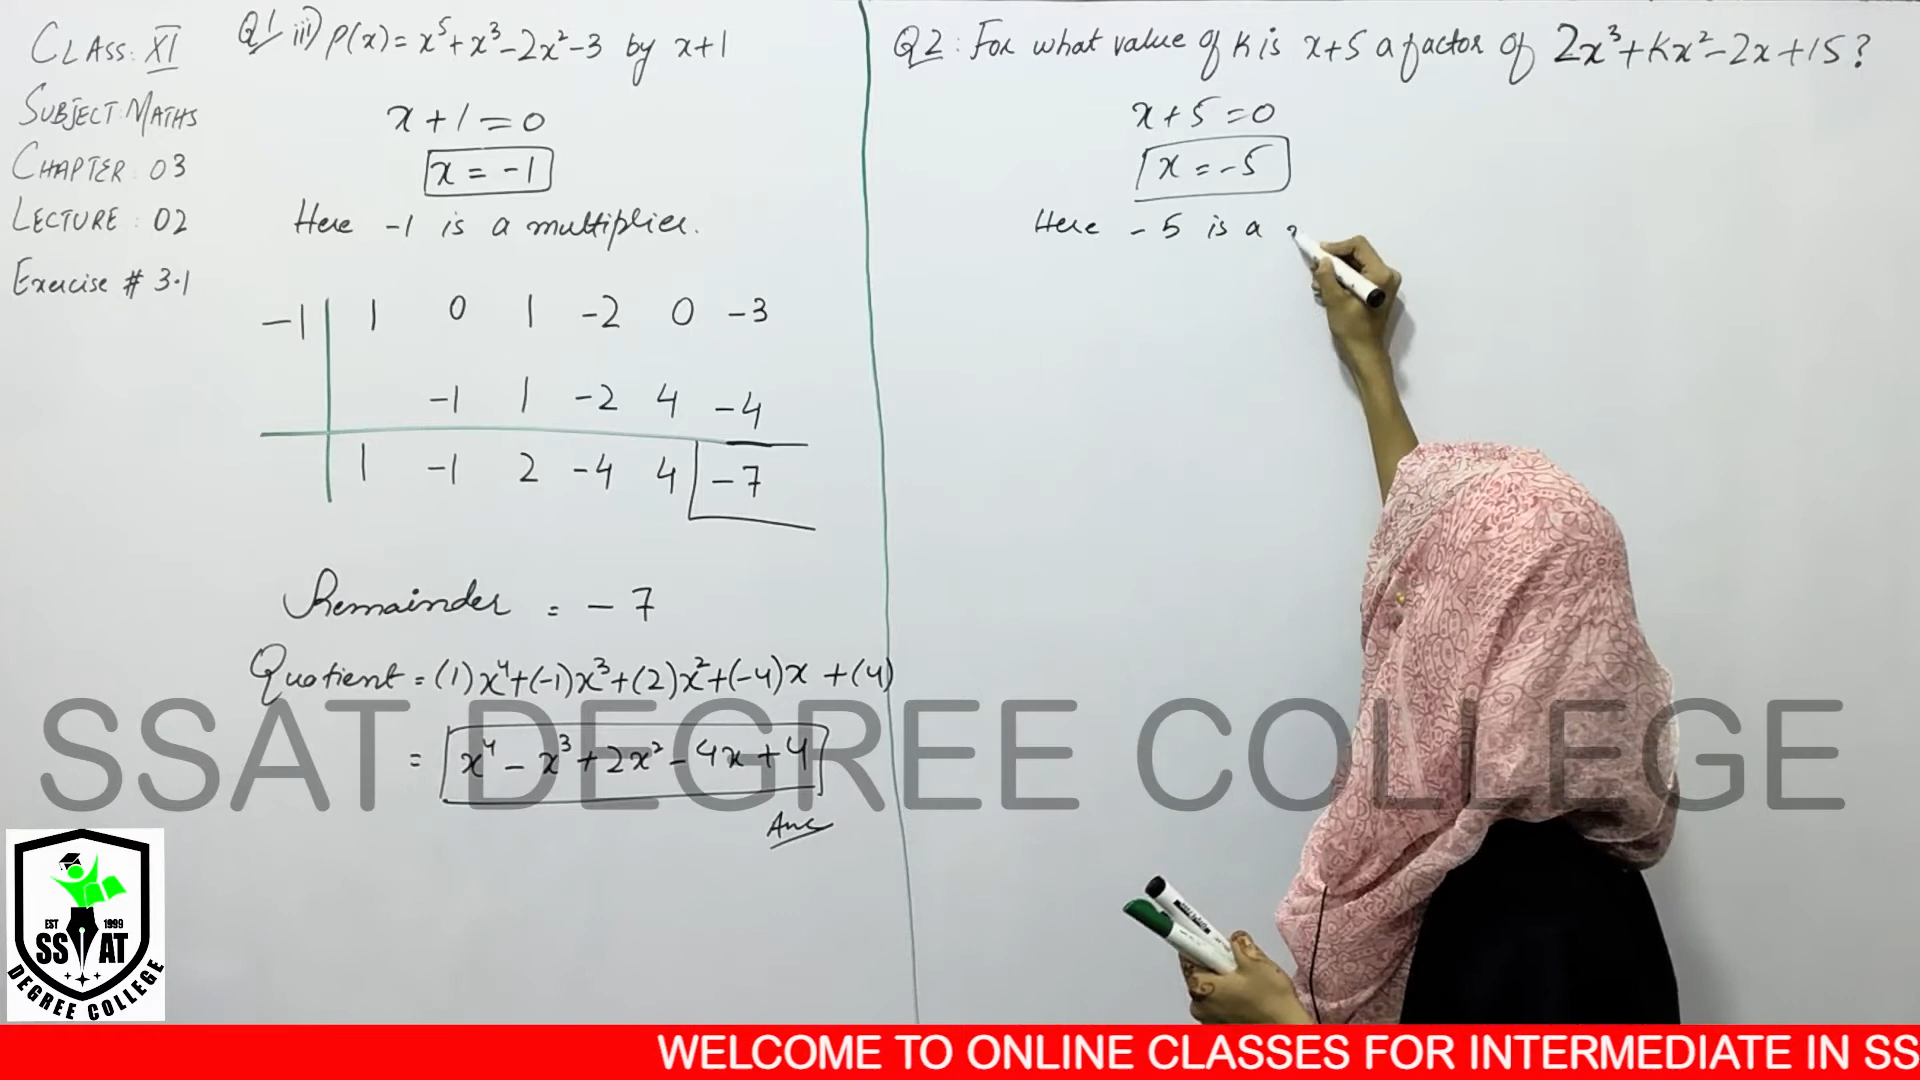 CLASS: XI
SUBJECT: MATHS
CHAPTER: 03
LECTURE: 02
Exercise # 3.1
Q1 iii) P(x) = x⁵ + x³ - 2x² - 3 by x+1
x + 1 = 0
x = -1
Here -1 is a multiplier.
-1 1 0 1 -2 0 -3
-1 1 -2 4 -4
1 -1 2 -4 4 -7
Remainder = -7
Quotient = (1)x⁴+(-1)x³+(2)x²+(-4)x+(4)
= x⁴ - x³ + 2x² - 4x + 4
Ans
Q2: For what value of K is x+5 a factor of 2x³+Kx²-2x+15?
x + 5 = 0
x = -5
Here -5 is a
SSAT DEGREE COLLEGE
EST 1999
SSAT
DEGREE COLLEGE
WELCOME TO ONLINE CLASSES FOR INTERMEDIATE IN SS